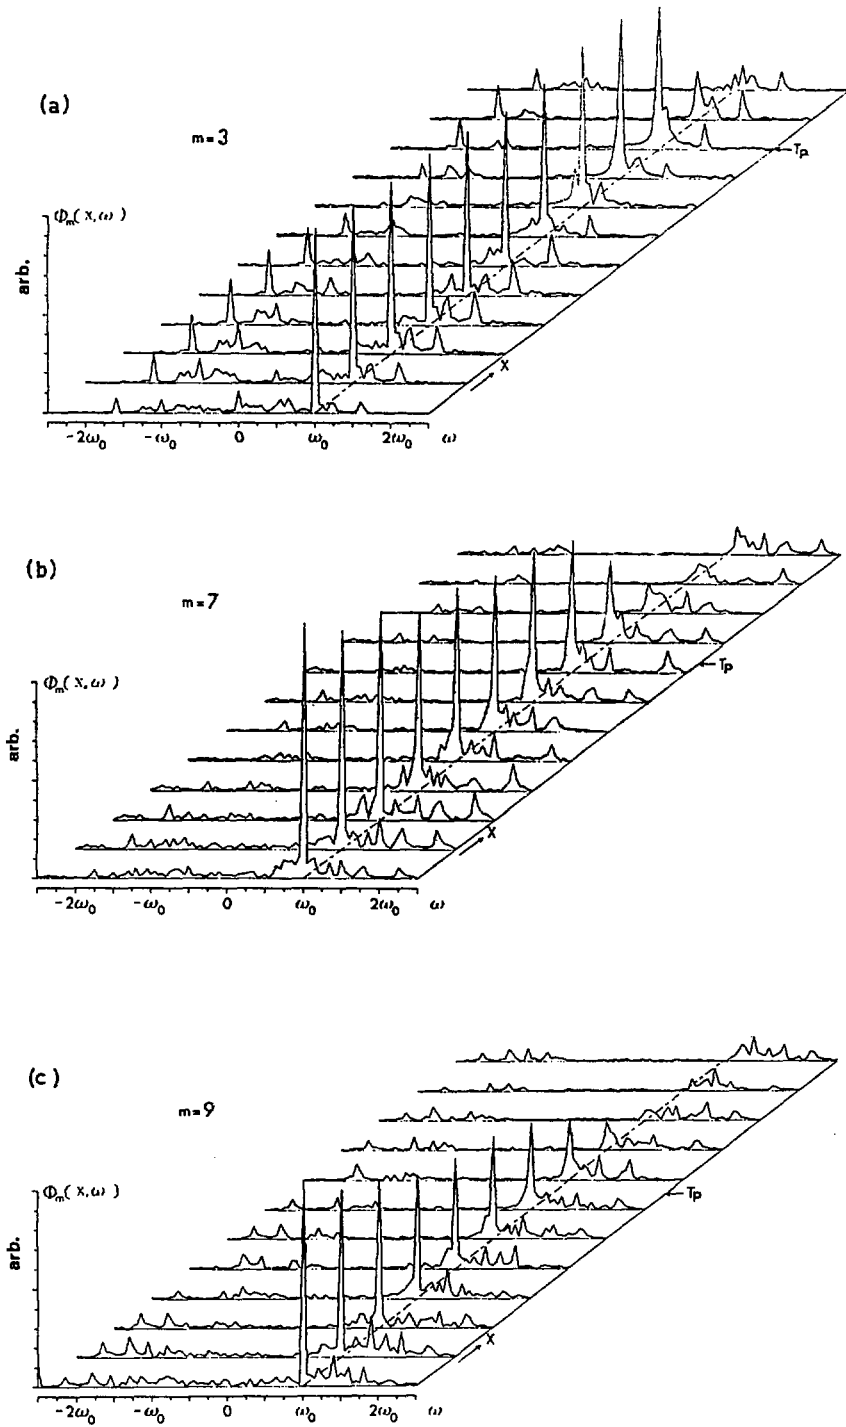 (a)
m=3
Φm(x,ω)
arb.
Tp
x
-2ω₀ -ω₀ 0 ω₀ 2ω₀ ω
(b)
m=7
Φm(x,ω)
arb.
Tp
x
-2ω₀ -ω₀ 0 ω₀ 2ω₀ ω
(c)
m=9
Φm(x,ω)
arb.
Tp
x
-2ω₀ -ω₀ 0 ω₀ 2ω₀ ω